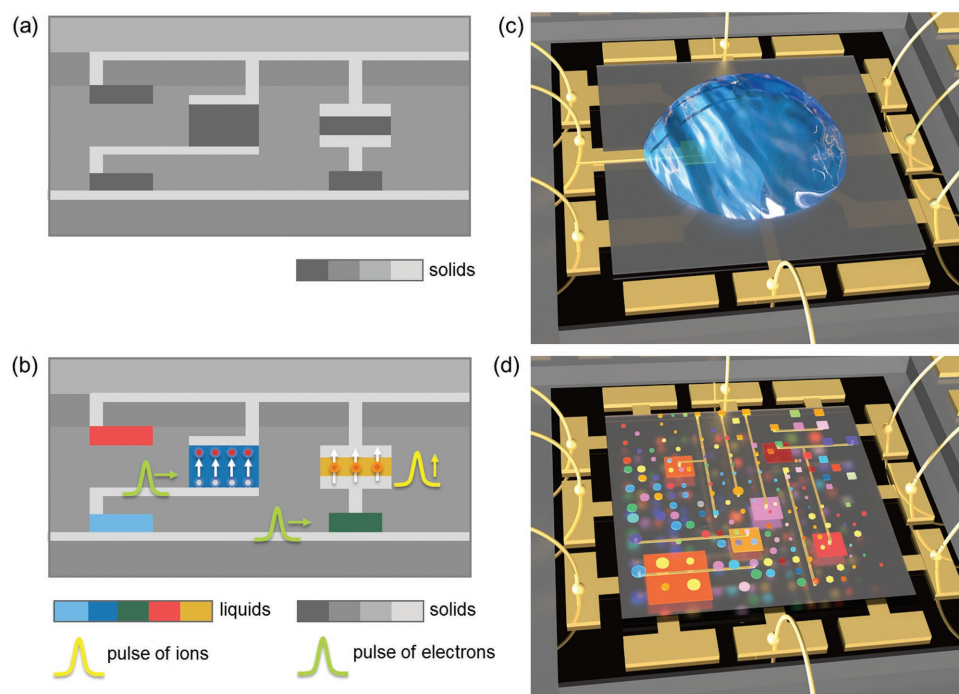 (a)
solids
(b)
liquids
solids
pulse of ions
pulse of electrons
(c)
(d)